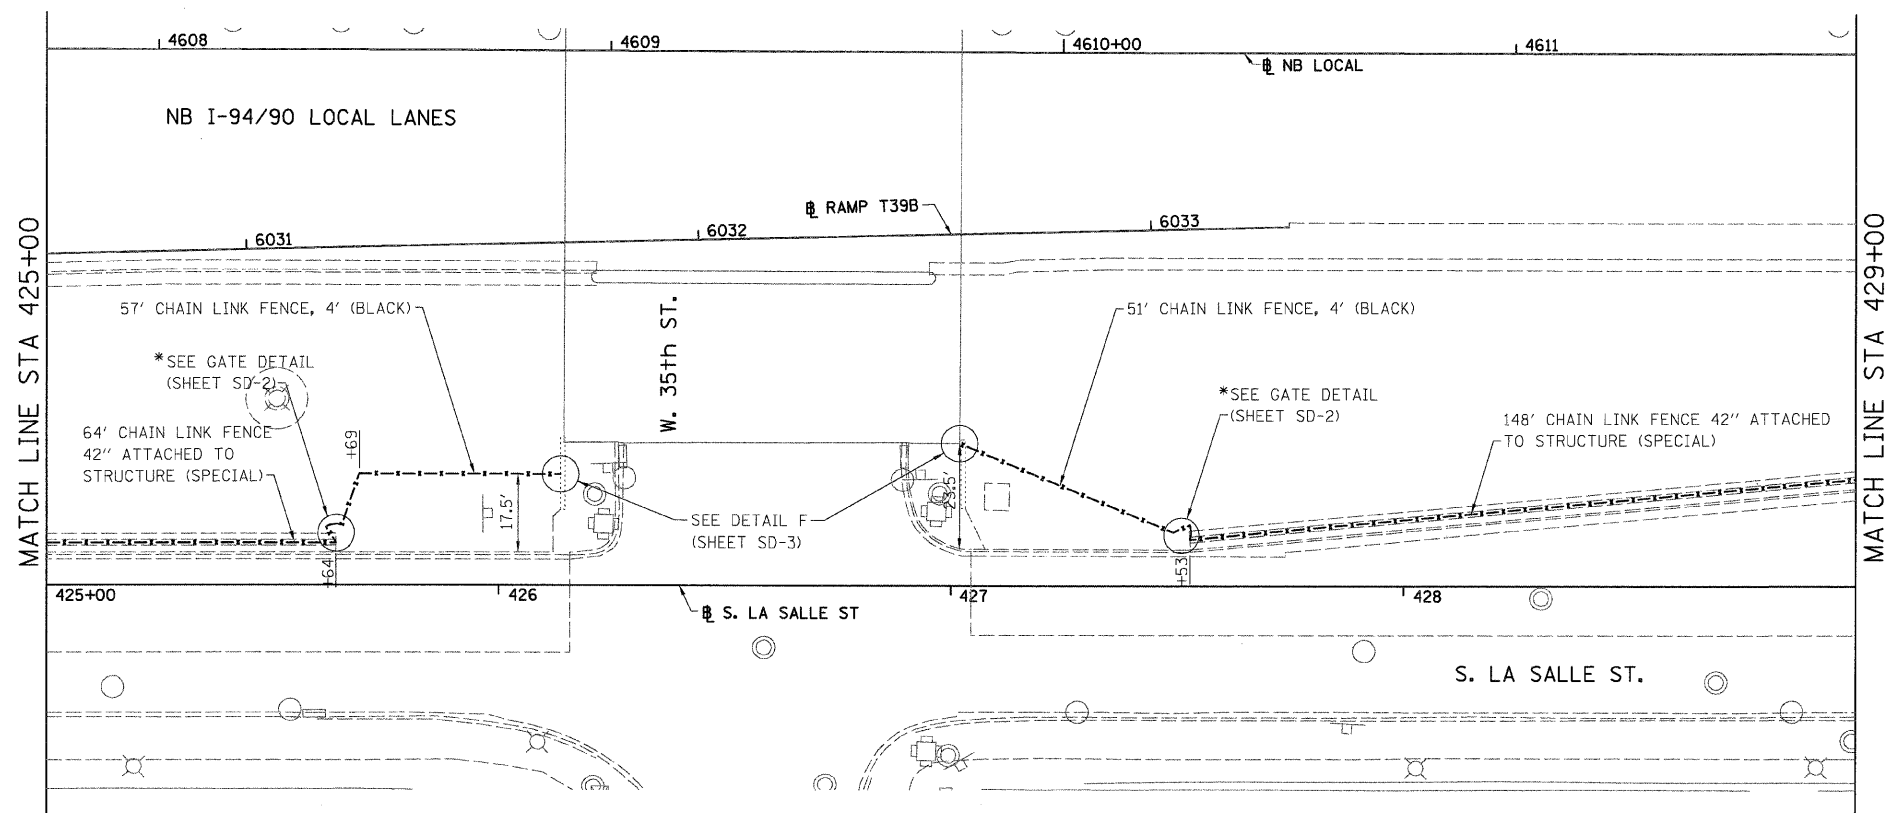 4608
4609
4610+00
4611
℄ NB LOCAL
NB I-94/90 LOCAL LANES
℄ RAMP T39B
6031
6032
6033
MATCH LINE STA 425+00
MATCH LINE STA 429+00
57' CHAIN LINK FENCE, 4' (BLACK)
W. 35th ST.
51' CHAIN LINK FENCE, 4' (BLACK)
*SEE GATE DETAIL
(SHEET SD-2)
*SEE GATE DETAIL
(SHEET SD-2)
64' CHAIN LINK FENCE
42" ATTACHED TO
STRUCTURE (SPECIAL)
+69
148' CHAIN LINK FENCE 42" ATTACHED
TO STRUCTURE (SPECIAL)
17.5'
23.5'
SEE DETAIL F
(SHEET SD-3)
+64
+53
425+00
426
427
428
℄ S. LA SALLE ST
S. LA SALLE ST.